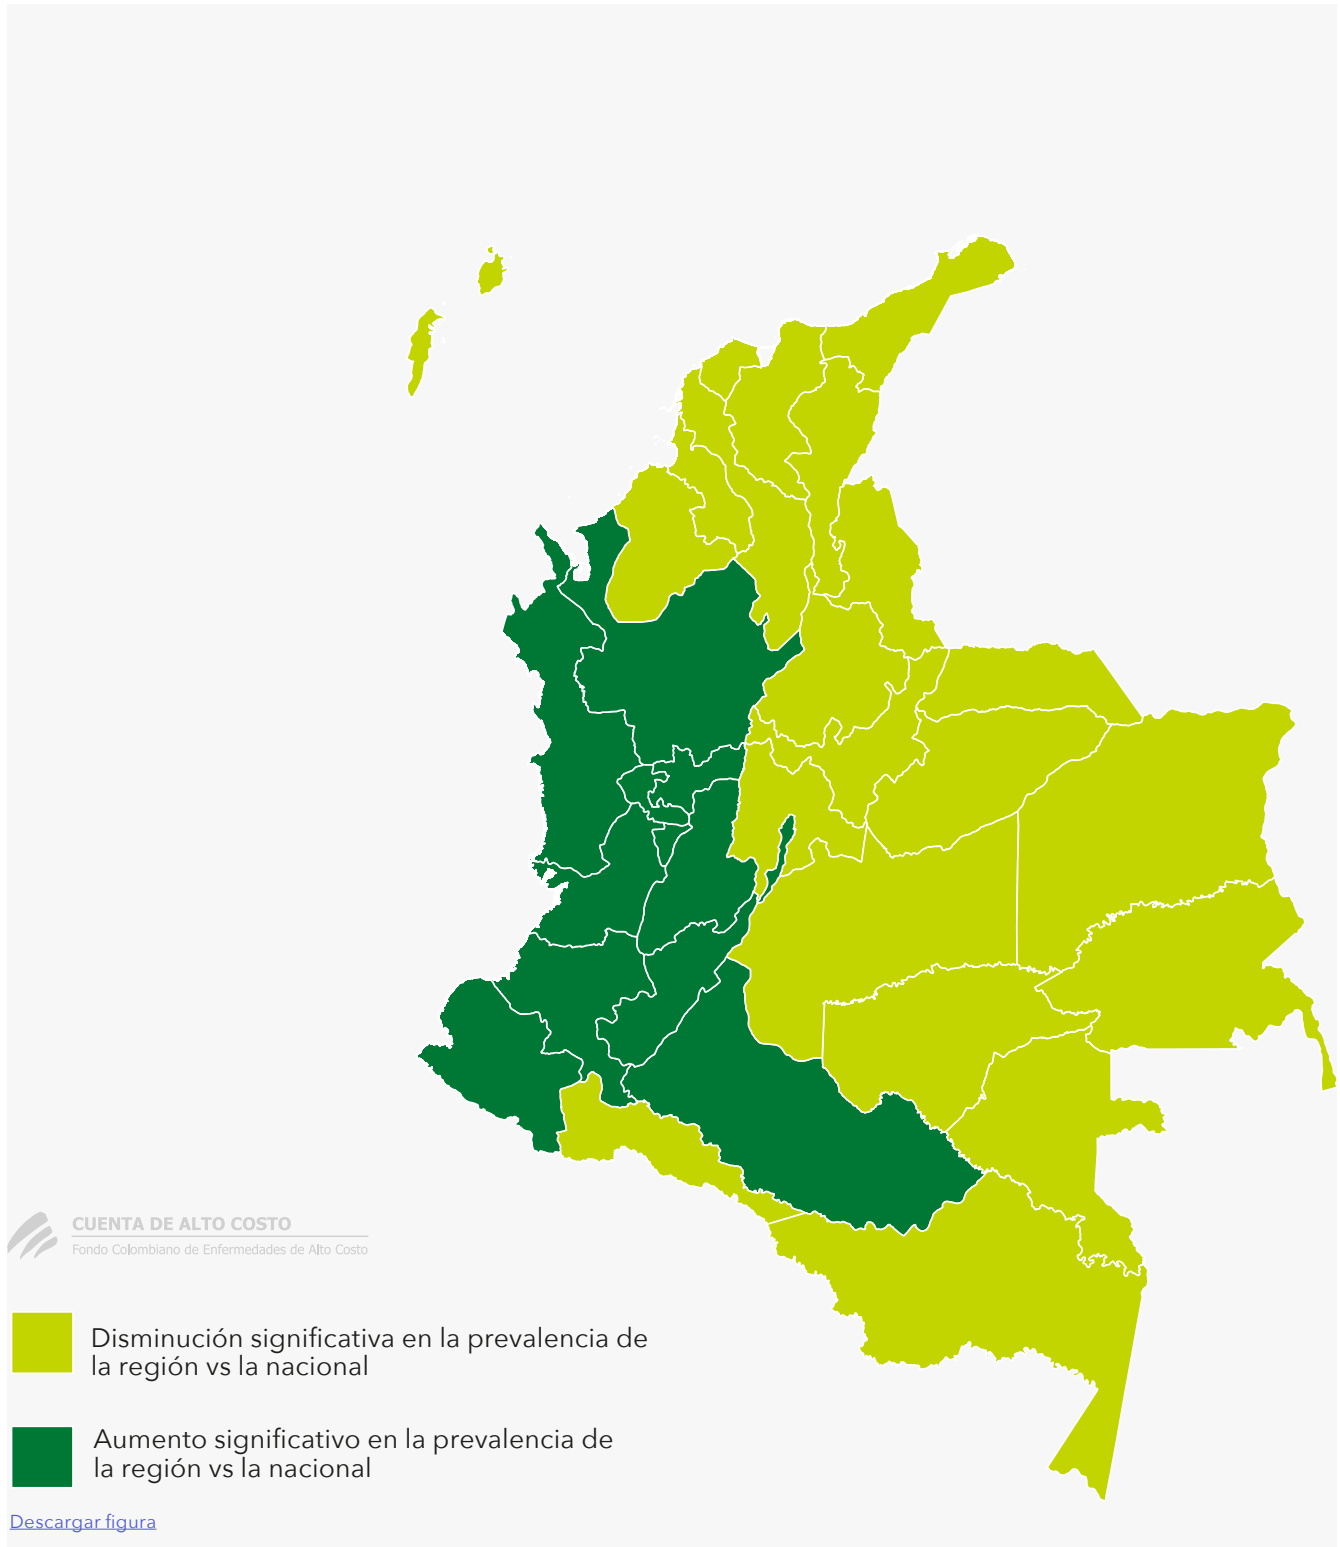 CUENTA DE ALTO COSTO
Fondo Colombiano de Enfermedades de Alto Costo
Disminución significativa en la prevalencia de
la región vs la nacional
Aumento significativo en la prevalencia de
la región vs la nacional
Descargar figura